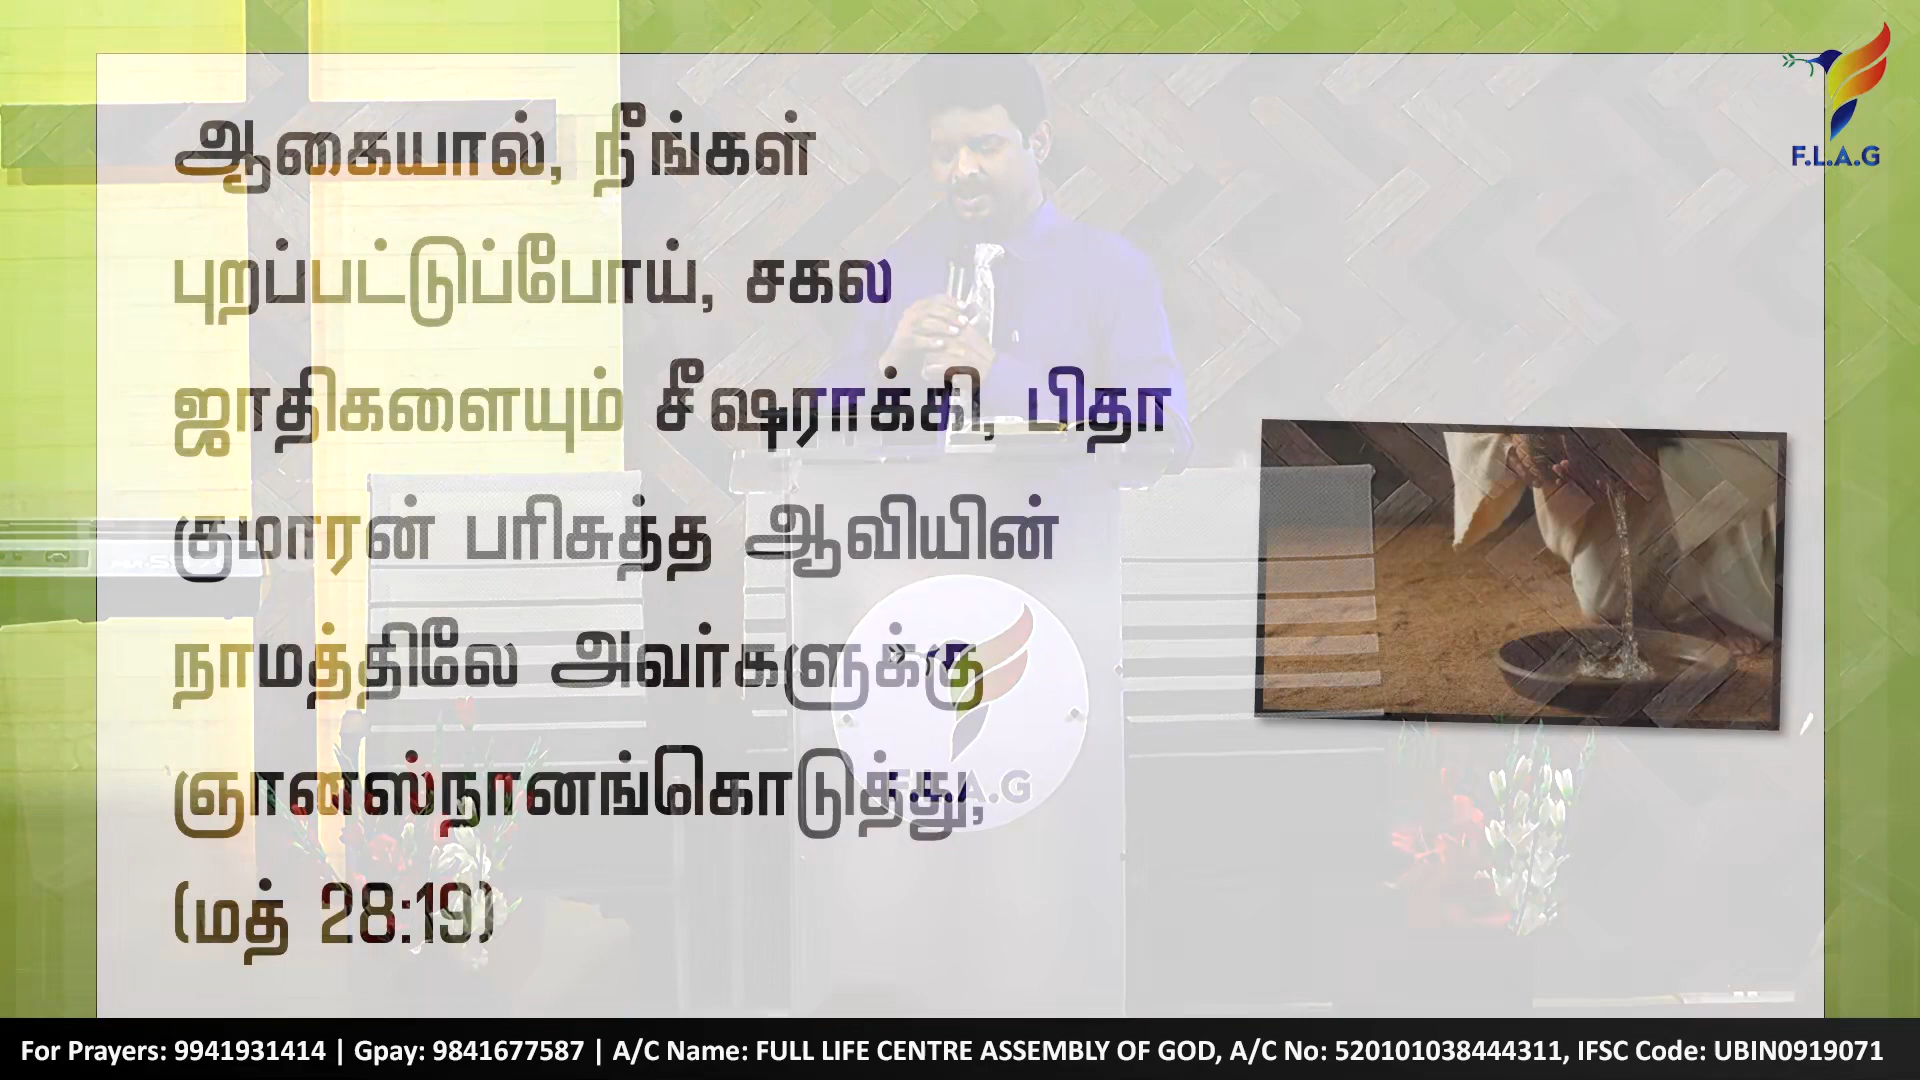 ஆகையால், நீங்கள்
புறப்பட்டுப்போய், சகல
ஜாதிகளையும் சீஷராக்கி, பிதா
குமாரன் பரிசுத்த ஆவியின்
நாமத்திலே அவர்களுக்கு
ஞானஸ்நானங்கொடுத்து,
(மத் 28:19)
F.L.A.G
F.L.A.G
For Prayers: 9941931414 | Gpay: 9841677587 | A/C Name: FULL LIFE CENTRE ASSEMBLY OF GOD, A/C No: 520101038444311, IFSC Code: UBIN0919071